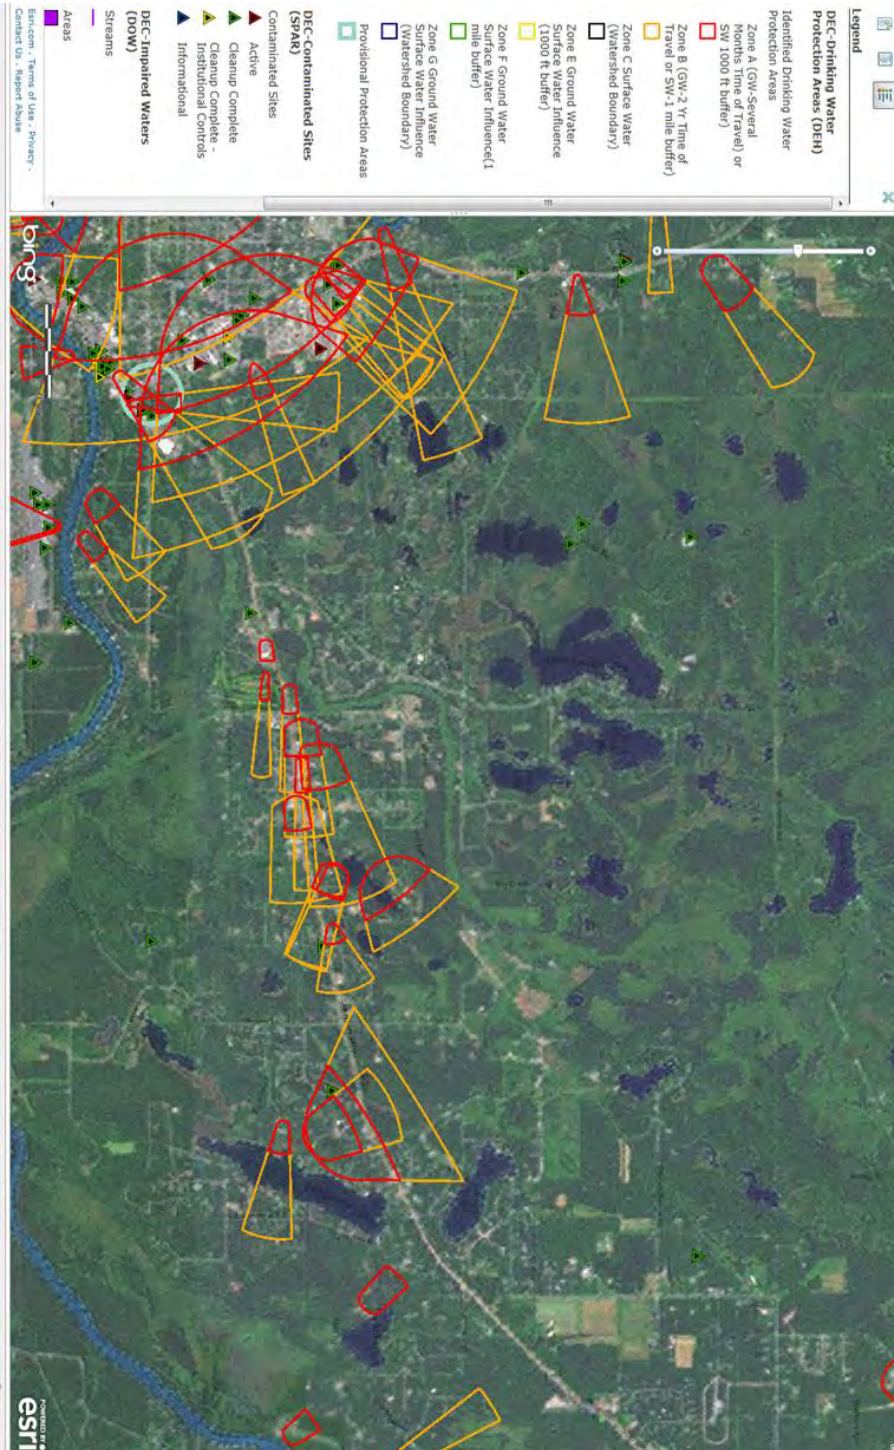 Legend
DEC-Drinking Water
Protection Areas (DEH)
Identified Drinking Water
Protection Areas
Zone A (GW-Several
Months Time of Travel) or
SW 1000 ft buffer)
Zone B (GW-2 Yr Time of
Travel or SW-1 mile buffer)
Zone C Surface Water
(Watershed Boundary)
Zone E Ground Water
Surface Water Influence
(1000 ft buffer)
Zone F Ground Water
Surface Water Influence(1
mile buffer)
Zone G Ground Water
Surface Water Influence
(Watershed Boundary)
Provisional Protection Areas
DEC-Contaminated Sites
(SPAR)
Contaminated Sites
Active
Cleanup Complete
Cleanup Complete -
Institutional Controls
Informational
DEC-Impaired Waters
(DOW)
Streams
Areas
Esri.com . Terms of Use . Privacy .
Contact Us . Report Abuse
bing
POWERED BY
esri